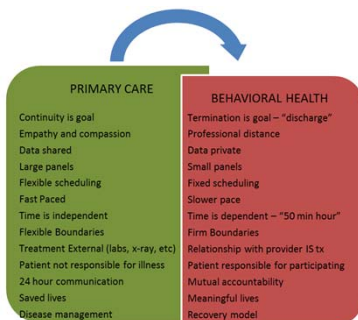 PRIMARY CARE
Continuity is goal
Empathy and compassion
Data shared
Large panels
Flexible scheduling
Fast Paced
Time is independent
Flexible Boundaries
Treatment External (labs, x-ray, etc)
Patient not responsible for illness
24 hour communication
Saved lives
Disease management
BEHAVIORAL HEALTH
Termination is goal – "discharge"
Professional distance
Data private
Small panels
Fixed scheduling
Slower pace
Time is dependent – "50 min hour"
Firm Boundaries
Relationship with provider IS tx
Patient responsible for participating
Mutual accountability
Meaningful lives
Recovery model